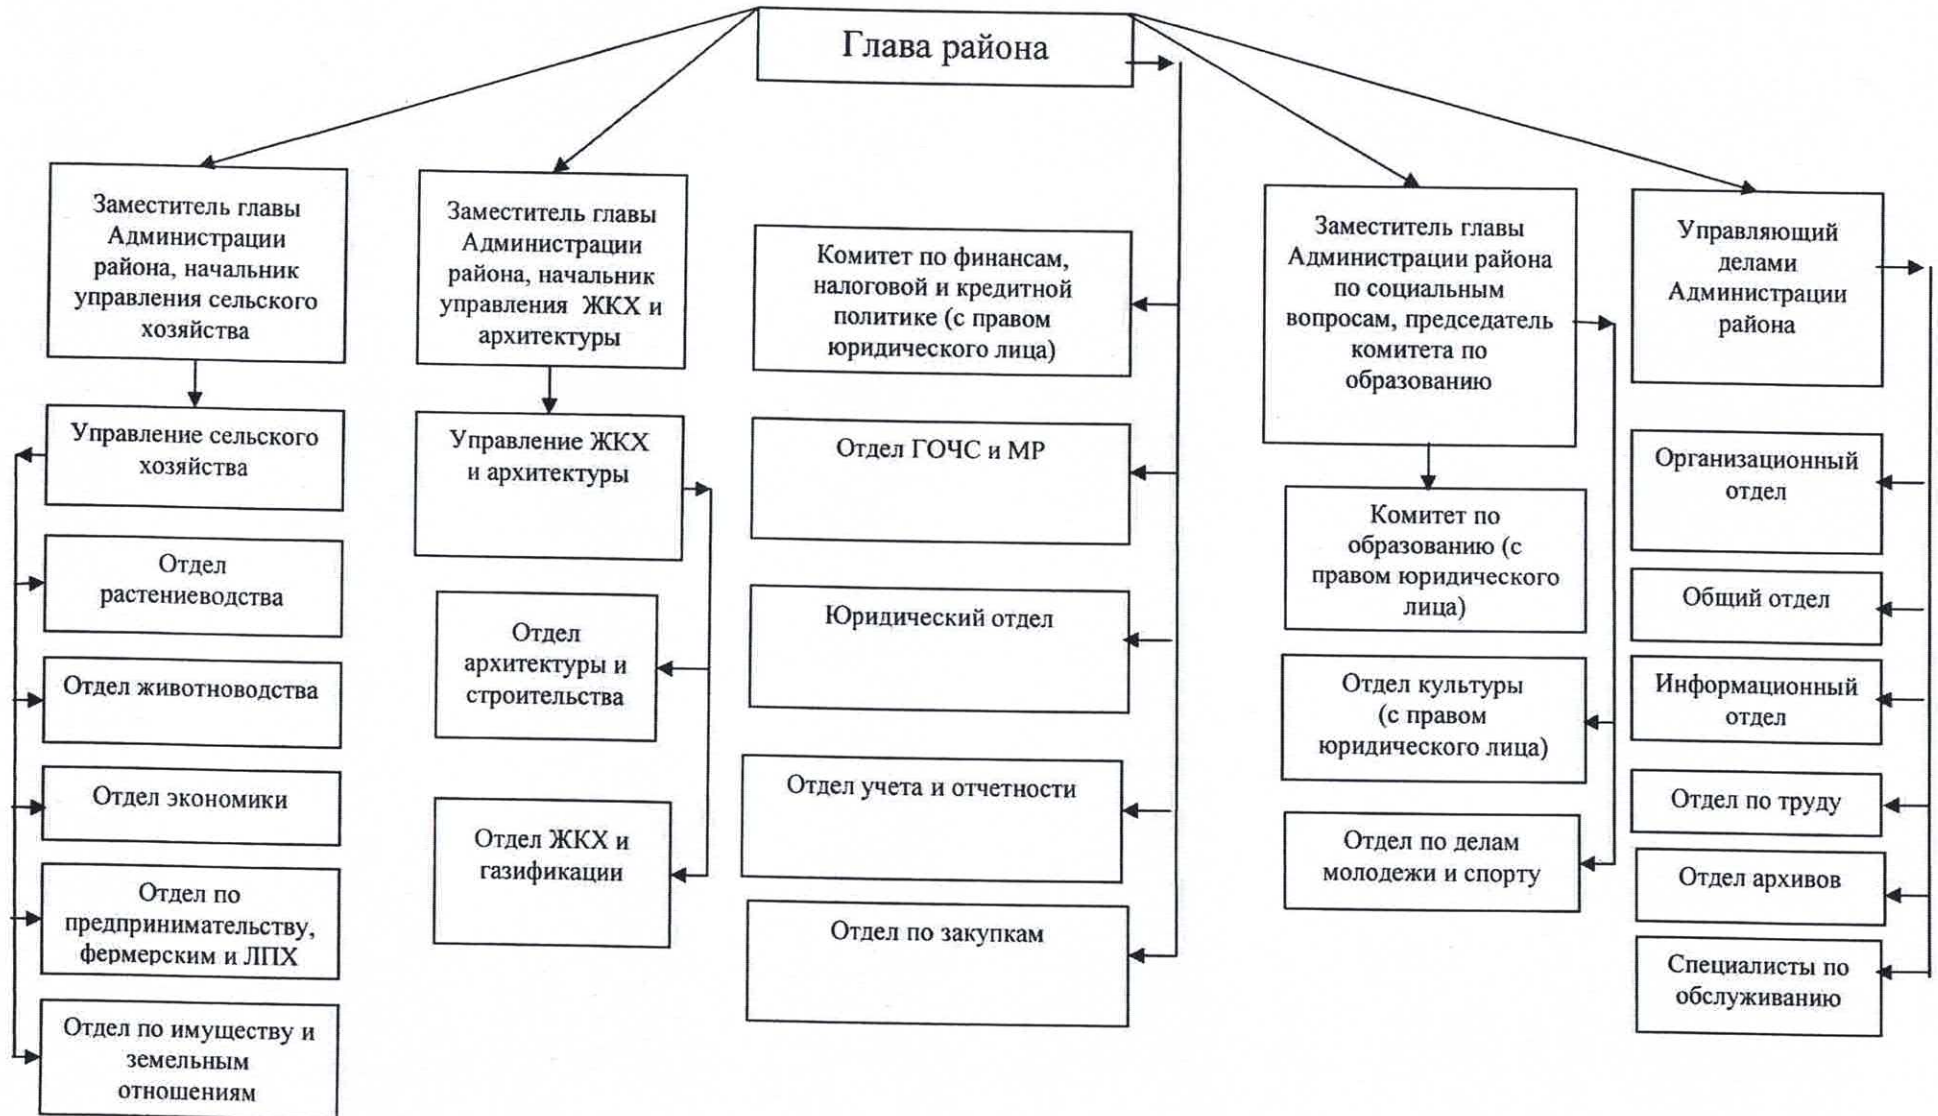 Глава района
Заместитель главы
Администрации
района, начальник
управления сельского
хозяйства
Управление сельского
хозяйства
Отдел
растениеводства
Отдел животноводства
Отдел экономики
Отдел по
предпринимательству,
фермерским и ЛПХ
Отдел по имуществу и
земельным
отношениям
Заместитель главы
Администрации
района, начальник
управления ЖКХ и
архитектуры
Управление ЖКХ
и архитектуры
Отдел
архитектуры и
строительства
Отдел ЖКХ и
газификации
Комитет по финансам,
налоговой и кредитной
политике (с правом
юридического лица)
Отдел ГОЧС и МР
Юридический отдел
Отдел учета и отчетности
Отдел по закупкам
Заместитель главы
Администрации района
по социальным
вопросам, председатель
комитета по
образованию
Комитет по
образованию (с
правом юридического
лица)
Отдел культуры
(с правом
юридического лица)
Отдел по делам
молодежи и спорту
Управляющий
делами
Администрации
района
Организационный
отдел
Общий отдел
Информационный
отдел
Отдел по труду
Отдел архивов
Специалисты по
обслуживанию